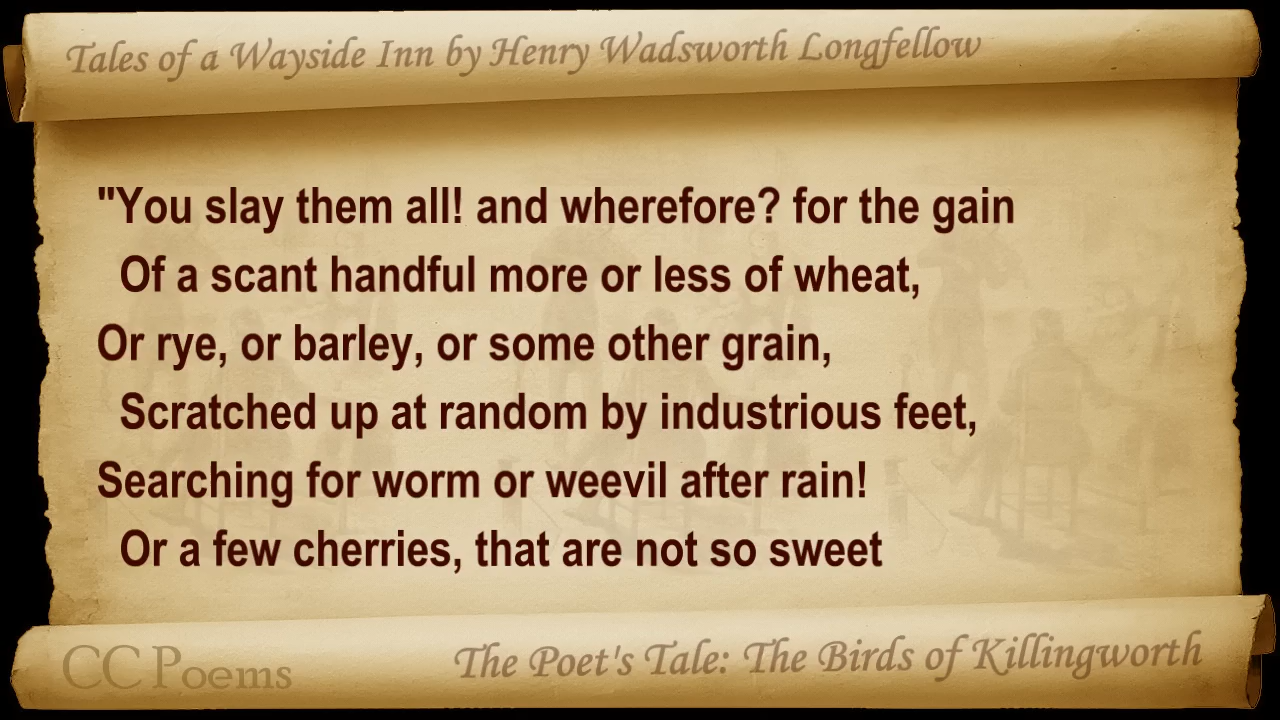 Tales of a Wayside Inn by Henry Wadsworth Longfellow
"You slay them all! and wherefore? for the gain
Of a scant handful more or less of wheat,
Or rye, or barley, or some other grain,
Scratched up at random by industrious feet,
Searching for worm or weevil after rain!
Or a few cherries, that are not so sweet
CC Poems
The Poet's Tale: The Birds of Killingworth